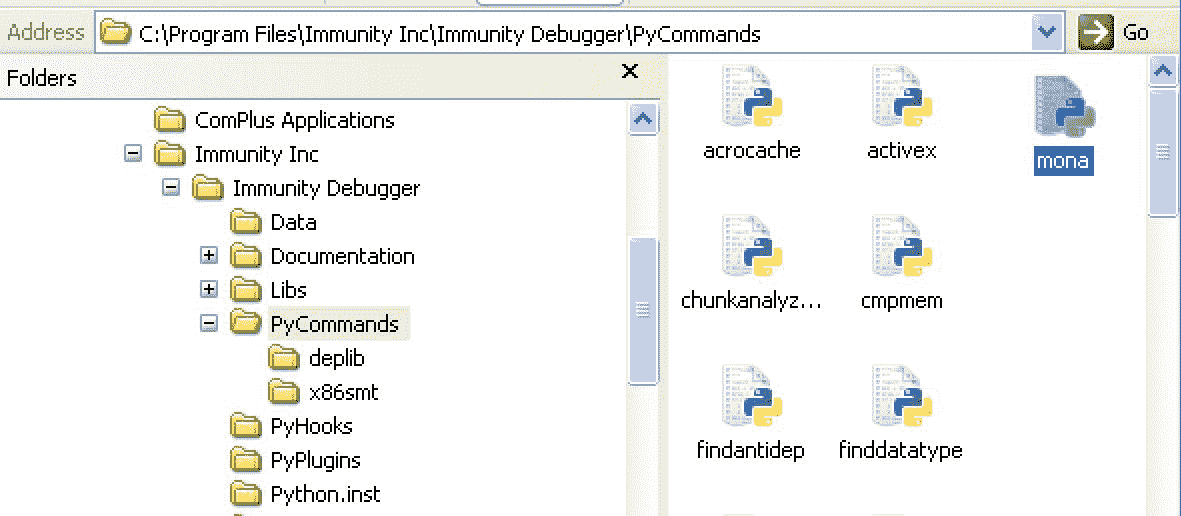 Address C:\Program Files\Immunity Inc\Immunity Debugger\PyCommands Go
Folders
ComPlus Applications
Immunity Inc
Immunity Debugger
Data
Documentation
Libs
PyCommands
deplib
x86smt
PyHooks
PyPlugins
Python.inst
acrocache activex mona
chunkanalyz... cmpmem
findantidep finddatatype